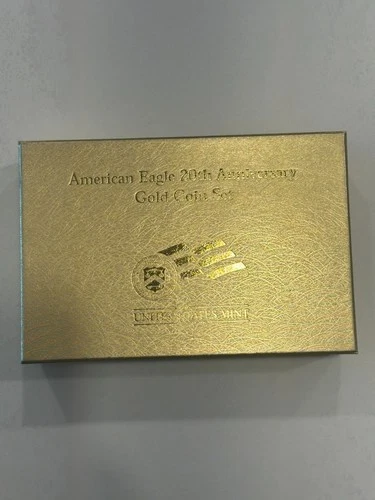 American Eagle 20th Anniversary
Gold Coin Set
UNITED STATES MINT